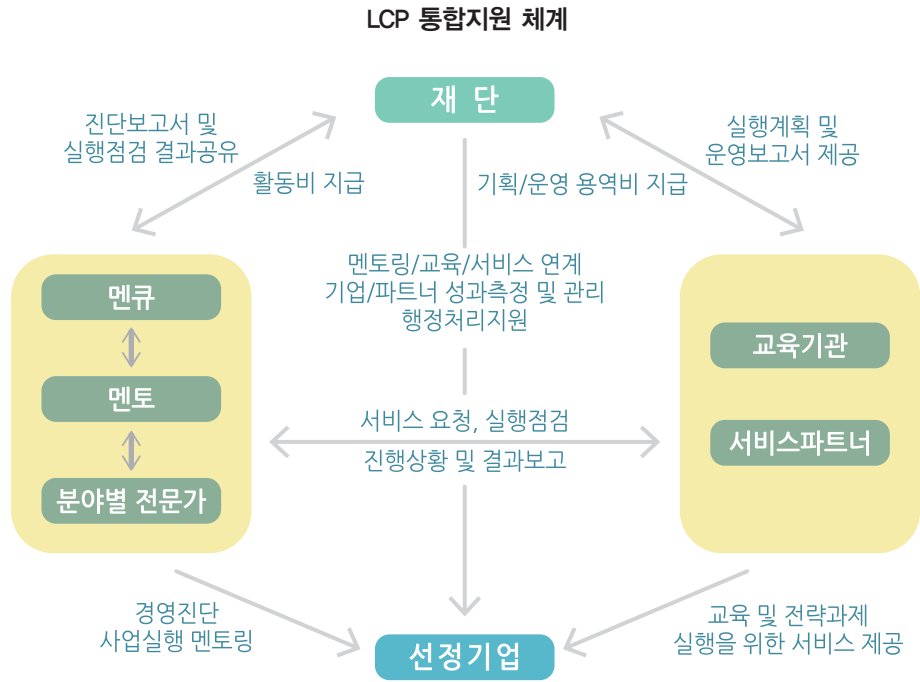 LCP 통합지원 체계
재 단
진단보고서 및
실행점검 결과공유
활동비 지급
실행계획 및
운영보고서 제공
기획/운영 용역비 지급
멘토링/교육/서비스 연계
기업/파트너 성과측정 및 관리
행정처리지원
멘큐
멘토
분야별 전문가
교육기관
서비스파트너
서비스 요청, 실행점검
진행상황 및 결과보고
경영진단
사업실행 멘토링
교육 및 전략과제
실행을 위한 서비스 제공
선정기업